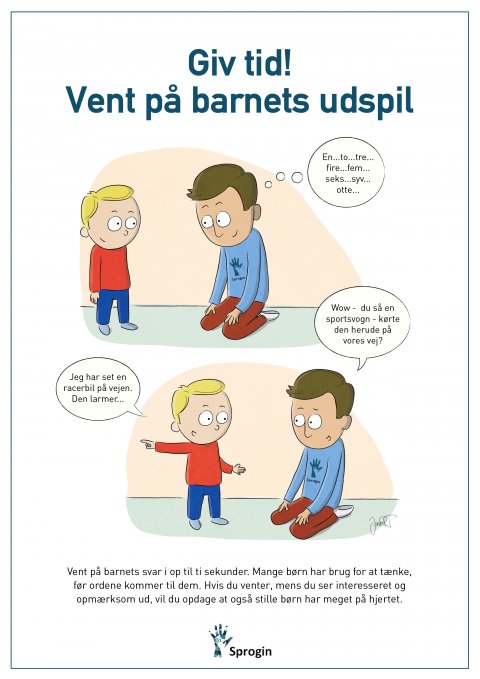 Giv tid!
Vent på barnets udspil
En...to...tre...
fire...fem...
seks...syv...
otte...
Sprogin
Wow - du så en
sportsvogn - kørte
den herude på
vores vej?
Jeg har set en
racerbil på vejen.
Den larmer...
Sprogin
Vent på barnets svar i op til ti sekunder. Mange børn har brug for at tænke,
før ordene kommer til dem. Hvis du venter, mens du ser interesseret og
opmærksom ud, vil du opdage at også stille børn har meget på hjertet.
Sprogin